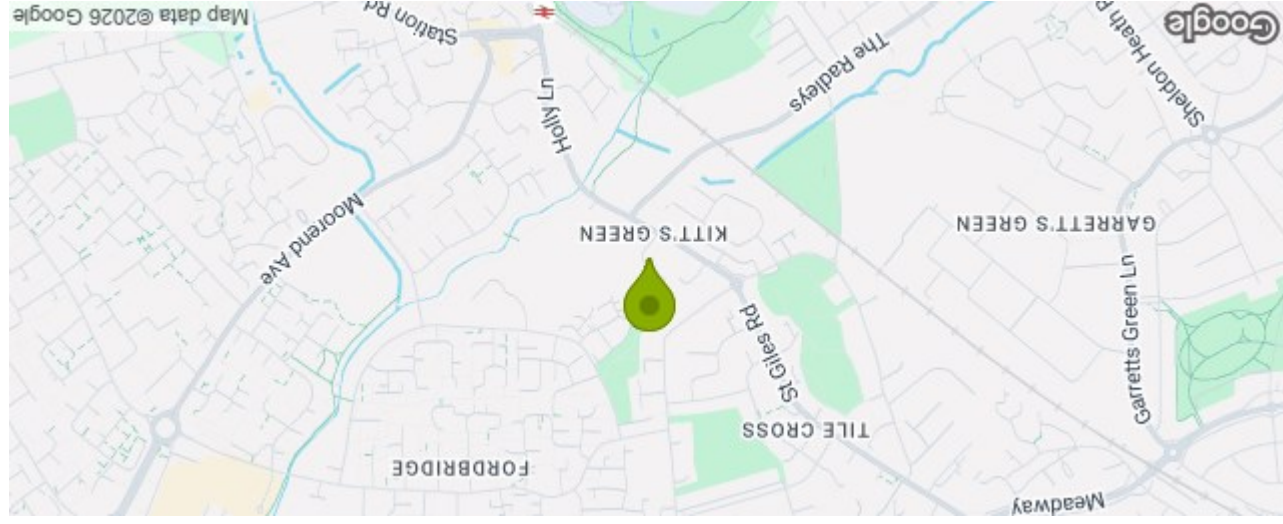 Meadway
FORDBRIDGE
TILE CROSS
St Giles Rd
Garretts Green Ln
GARRETT'S GREEN
KITT'S GREEN
Moorend Ave
Holly Ln
Sheldon Heath
The Radleys
Station Rd
Google
Map data ©2026 Google